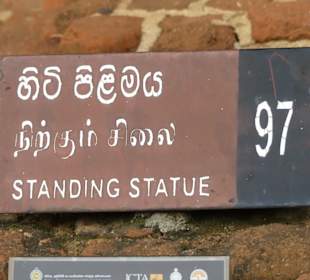 හිටි පිළිමය
நிற்கும் சிலை
STANDING STATUE
97
ICTA